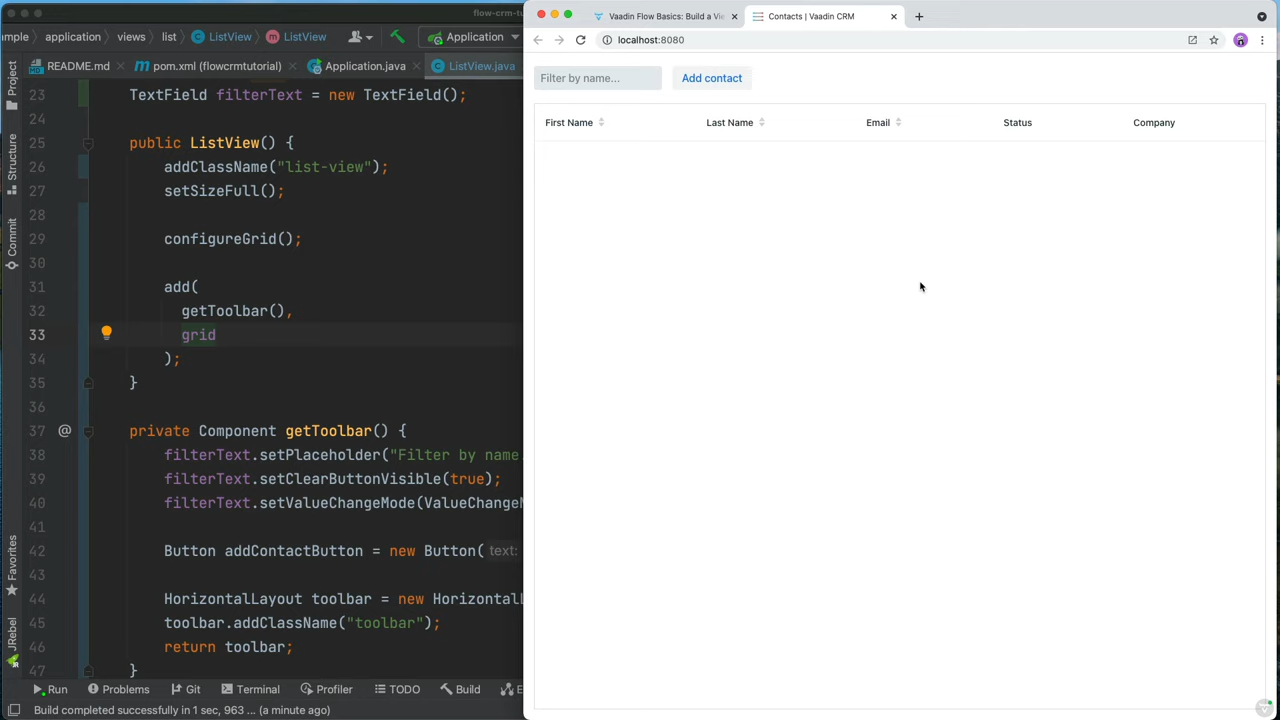 flow-crm-tu
mple
application
views
list
ListView
ListView
Application
README.md
pom.xml (flowcrmtutorial)
Application.java
ListView.java
Project
Structure
Commit
Favorites
JRebel
23 TextField filterText = new TextField();
24
25 public ListView() {
26 addClassName("list-view");
27 setSizeFull();
28
29 configureGrid();
30
31 add(
32 getToolbar(),
33 grid
34 );
35 }
36
37 @ private Component getToolbar() {
38 filterText.setPlaceholder("Filter by name.
39 filterText.setClearButtonVisible(true);
40 filterText.setValueChangeMode(ValueChange
41
42 Button addContactButton = new Button( text:
43
44 HorizontalLayout toolbar = new Horizontal
45 toolbar.addClassName("toolbar");
46 return toolbar;
47 }
Run
Problems
Git
Terminal
Profiler
TODO
Build
E
Build completed successfully in 1 sec, 963 ... (a minute ago)
Vaadin Flow Basics: Build a Vie
Contacts | Vaadin CRM
localhost:8080
Filter by name...
Add contact
First Name
Last Name
Email
Status
Company